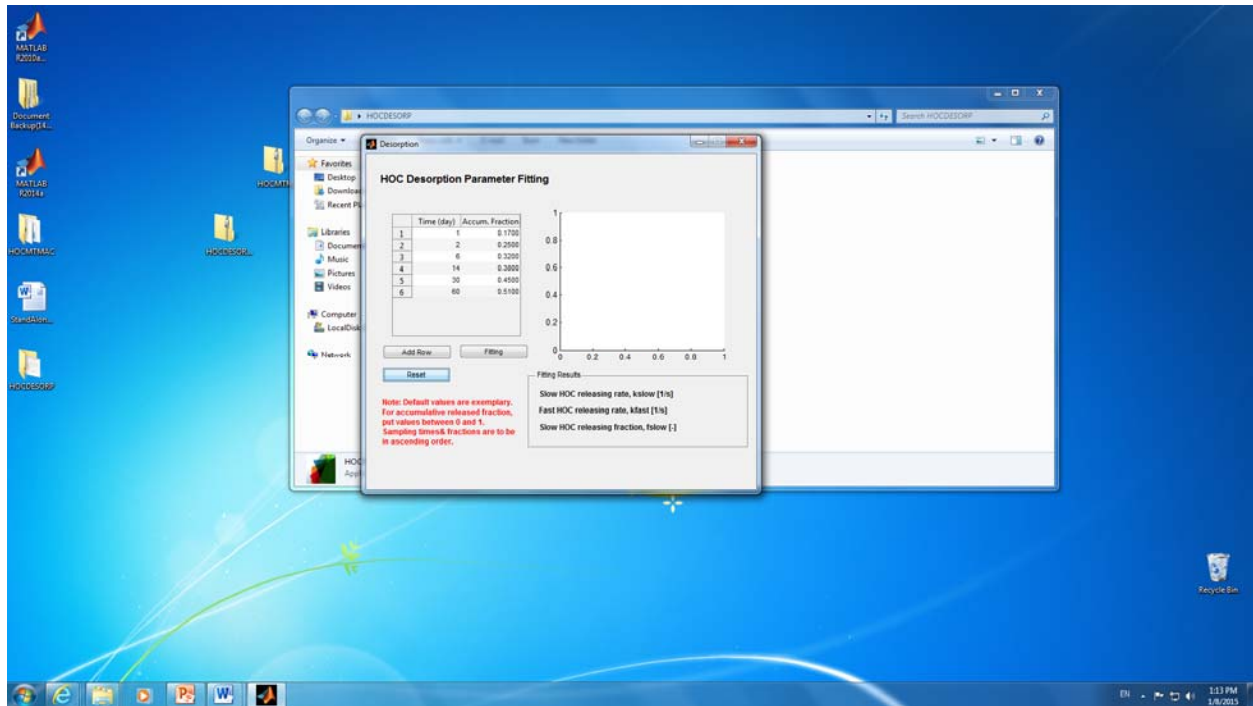 MATLAB
R2010a...
Document
Backup(14...
MATLAB
R2014a
HOCMTMAC
StandAlon...
HOCDESORP
HOCMTM
HOCDESOR...
HOCDESORP
Search HOCDESORP
Organize
Favorites
Desktop
Download
Recent Pl
Libraries
Documen
Music
Pictures
Videos
Computer
LocalDisk
Network
HOC
Appli
Desorption
HOC Desorption Parameter Fitting
Time (day) Accum. Fraction
1 1 0.1700
2 2 0.2500
3 6 0.3200
4 14 0.3800
5 30 0.4500
6 60 0.5100
Add Row Fitting
Reset
Note: Default values are exemplary.
For accumulative released fraction,
put values between 0 and 1.
Sampling times& fractions are to be
in ascending order.
1
0.8
0.6
0.4
0.2
0
0 0.2 0.4 0.6 0.8 1
Fitting Results
Slow HOC releasing rate, kslow [1/s]
Fast HOC releasing rate, kfast [1/s]
Slow HOC releasing fraction, fslow [-]
Recycle Bin
EN
1:13 PM
1/8/2015